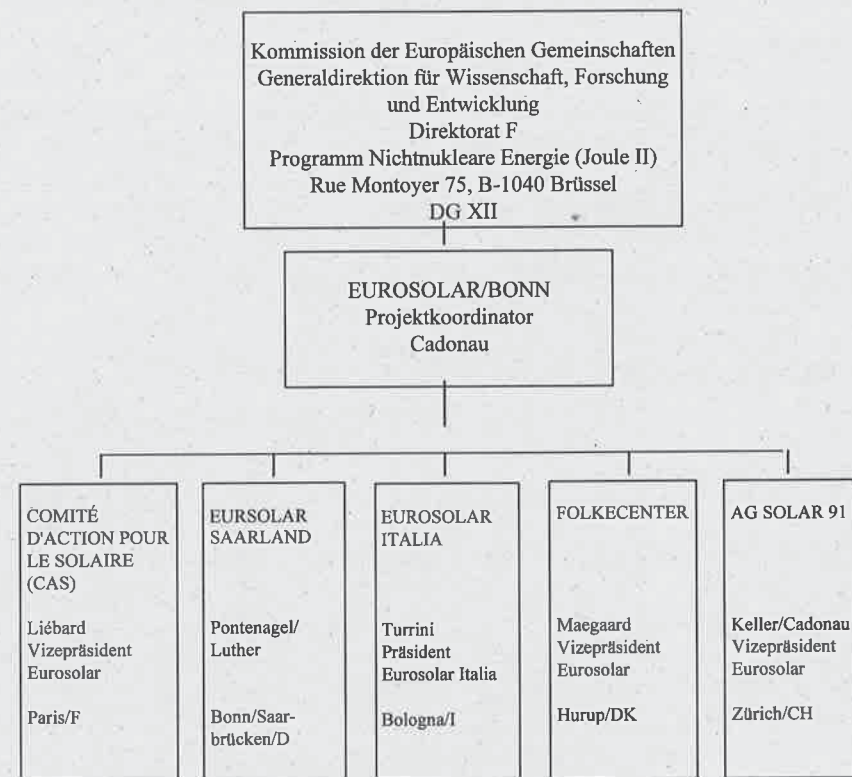 Kommission der Europäischen Gemeinschaften
Generaldirektion für Wissenschaft, Forschung
und Entwicklung
Direktorat F
Programm Nichtnukleare Energie (Joule II)
Rue Montoyer 75, B-1040 Brüssel
DG XII
EUROSOLAR/BONN
Projektkoordinator
Cadonau
COMITÉ
D'ACTION POUR
LE SOLAIRE
(CAS)
Liébard
Vizepräsident
Eurosolar
Paris/F
EURSOLAR
SAARLAND
Pontenagel/
Luther
Bonn/Saar-
brücken/D
EUROSOLAR
ITALIA
Turrini
Präsident
Eurosolar Italia
Bologna/I
FOLKECENTER
Maegaard
Vizepräsident
Eurosolar
Hurup/DK
AG SOLAR 91
Keller/Cadonau
Vizepräsident
Eurosolar
Zürich/CH